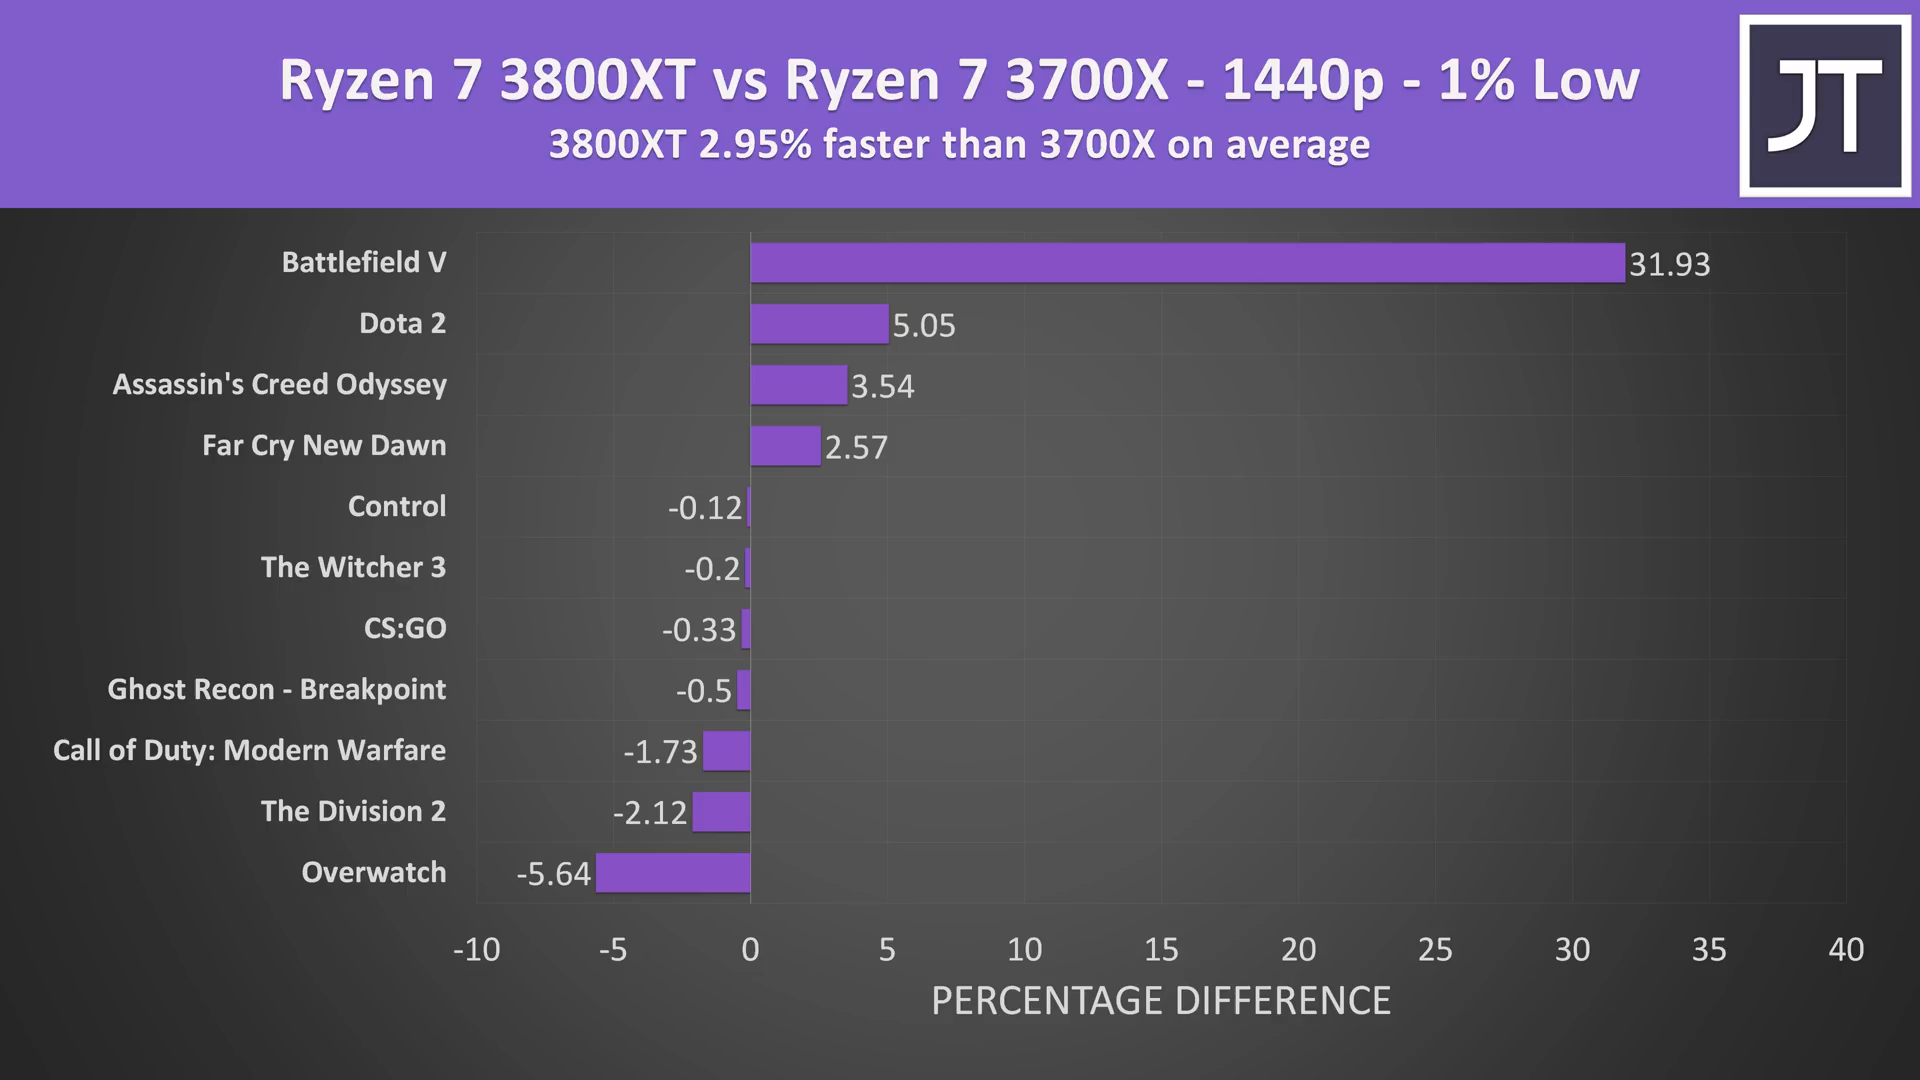 Ryzen 7 3800XT vs Ryzen 7 3700X - 1440p - 1% Low
3800XT 2.95% faster than 3700X on average
JT
Battlefield V 31.93
Dota 2 5.05
Assassin's Creed Odyssey 3.54
Far Cry New Dawn 2.57
Control -0.12
The Witcher 3 -0.2
CS:GO -0.33
Ghost Recon - Breakpoint -0.5
Call of Duty: Modern Warfare -1.73
The Division 2 -2.12
Overwatch -5.64
-10 -5 0 5 10 15 20 25 30 35 40
PERCENTAGE DIFFERENCE